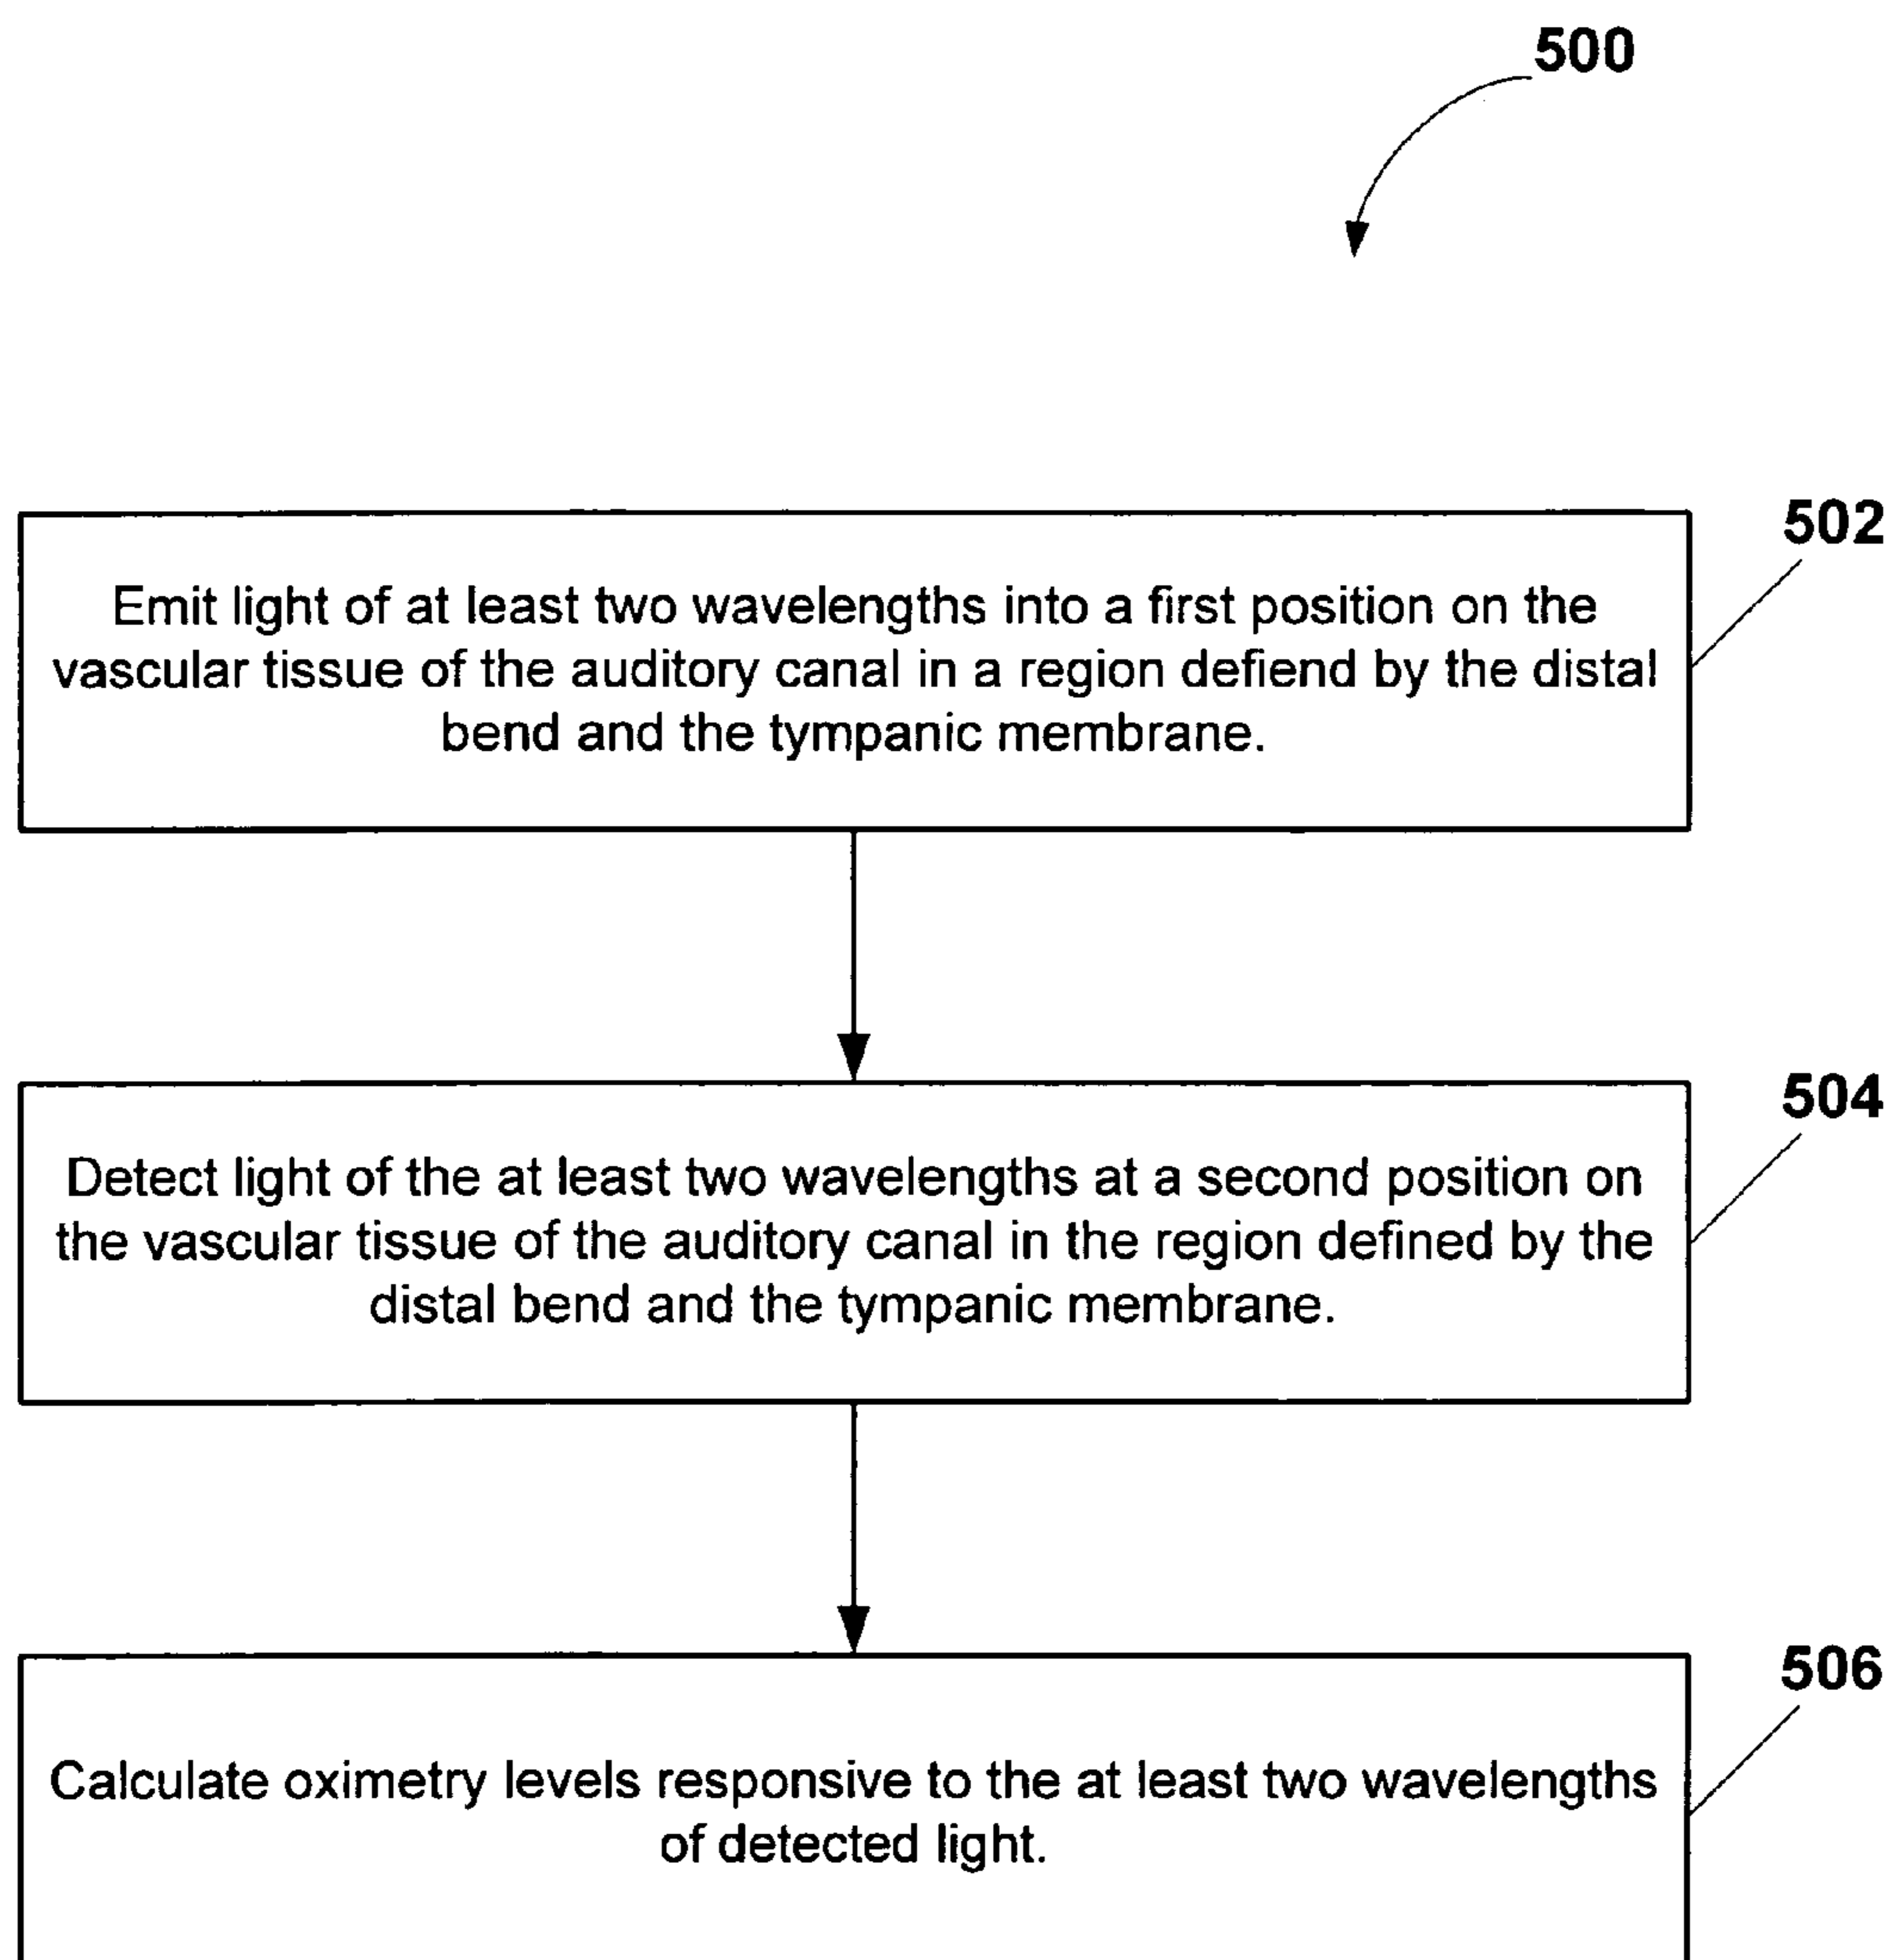 500
502
Emit light of at least two wavelengths into a first position on the
vascular tissue of the auditory canal in a region defiend by the distal
bend and the tympanic membrane.
504
Detect light of the at least two wavelengths at a second position on
the vascular tissue of the auditory canal in the region defined by the
distal bend and the tympanic membrane.
506
Calculate oximetry levels responsive to the at least two wavelengths
of detected light.